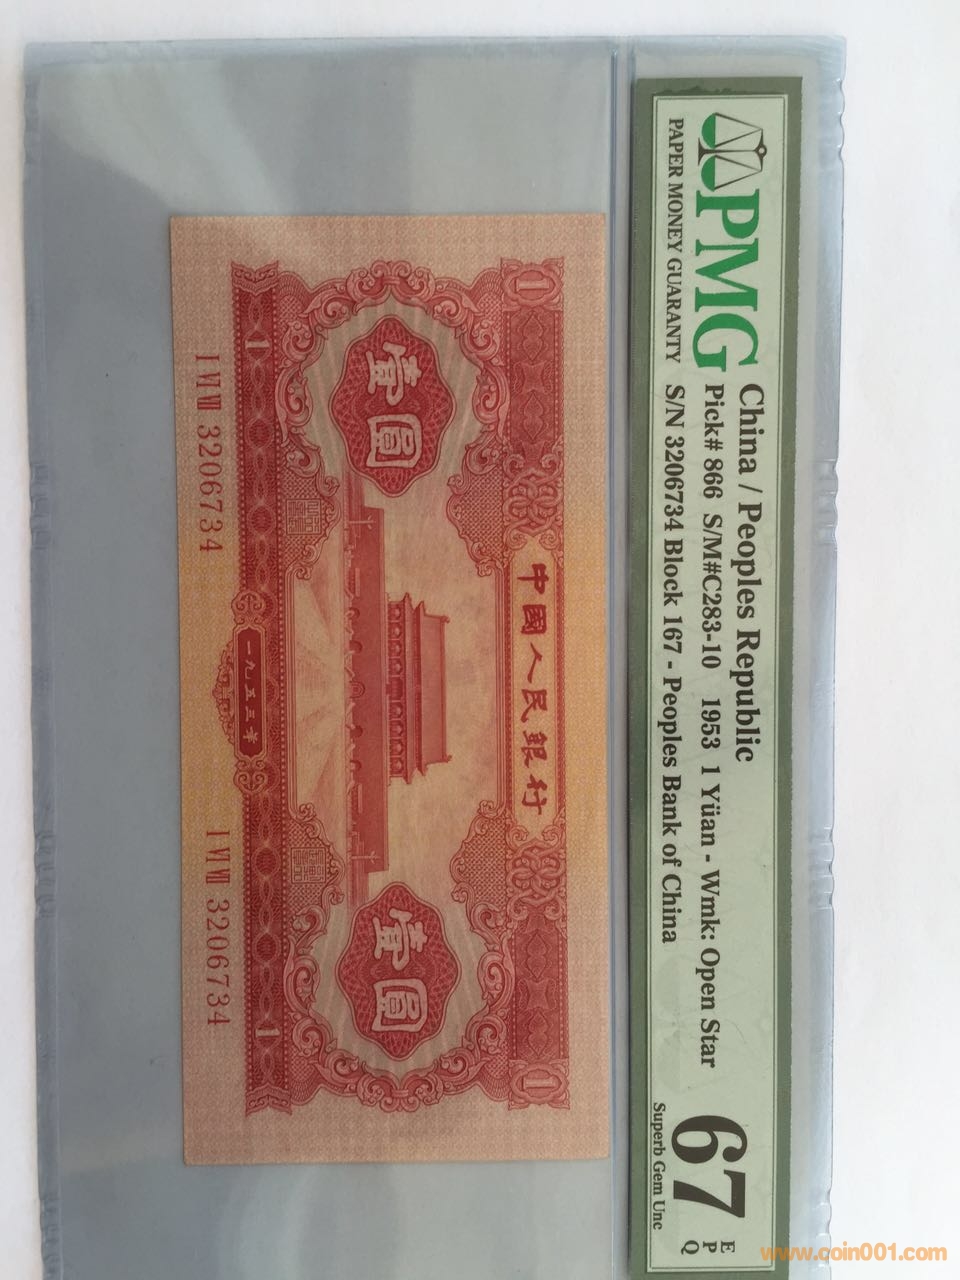 PMG
PAPER MONEY GUARANTY
China / Peoples Republic
Pick# 866 S/M#C283-10 1953 1 Yüan - Wmk: Open Star
S/N 3206734 Block 167 - Peoples Bank of China
67 EPQ
Superb Gem Unc
1 1
中國人民銀行
壹圓 壹圓
I VI VII 3206734 I VI VII 3206734
1 一九五三年 1
www.coin001.com